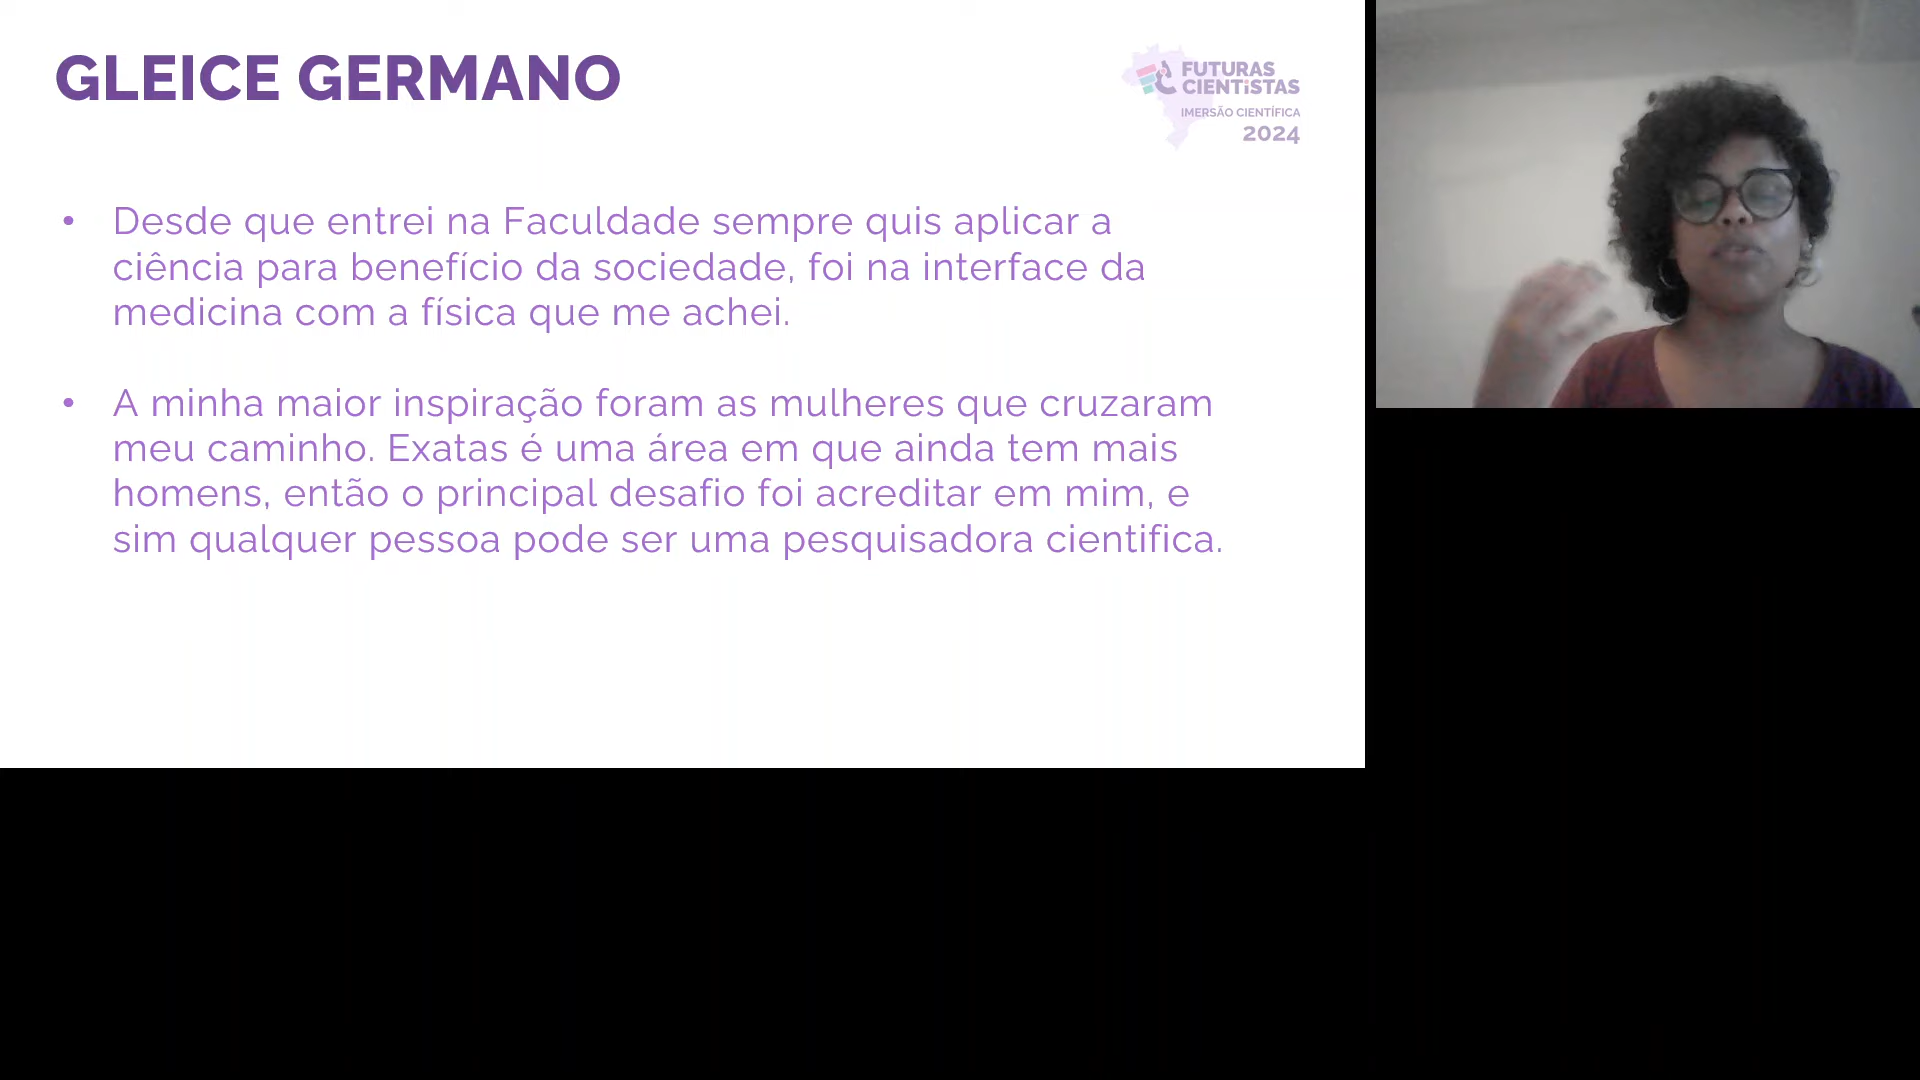 GLEICE GERMANO
FUTURAS
CIENTiSTAS
IMERSÃO CIENTÍFICA
2024
• Desde que entrei na Faculdade sempre quis aplicar a
ciência para benefício da sociedade, foi na interface da
medicina com a física que me achei.
• A minha maior inspiração foram as mulheres que cruzaram
meu caminho. Exatas é uma área em que ainda tem mais
homens, então o principal desafio foi acreditar em mim, e
sim qualquer pessoa pode ser uma pesquisadora cientifica.